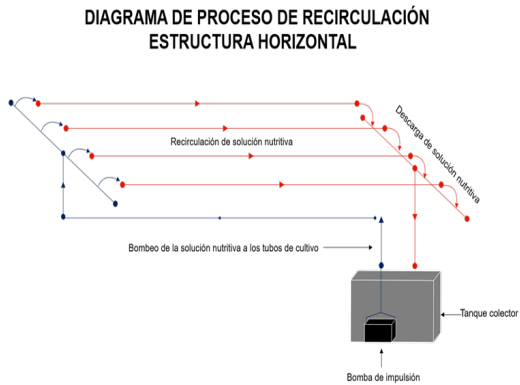 DIAGRAMA DE PROCESO DE RECIRCULACIÓN
ESTRUCTURA HORIZONTAL
Descarga de solución nutritiva
Recirculación de solución nutritiva
Bombeo de la solución nutritiva a los tubos de cultivo
Tanque colector
Bomba de impulsión